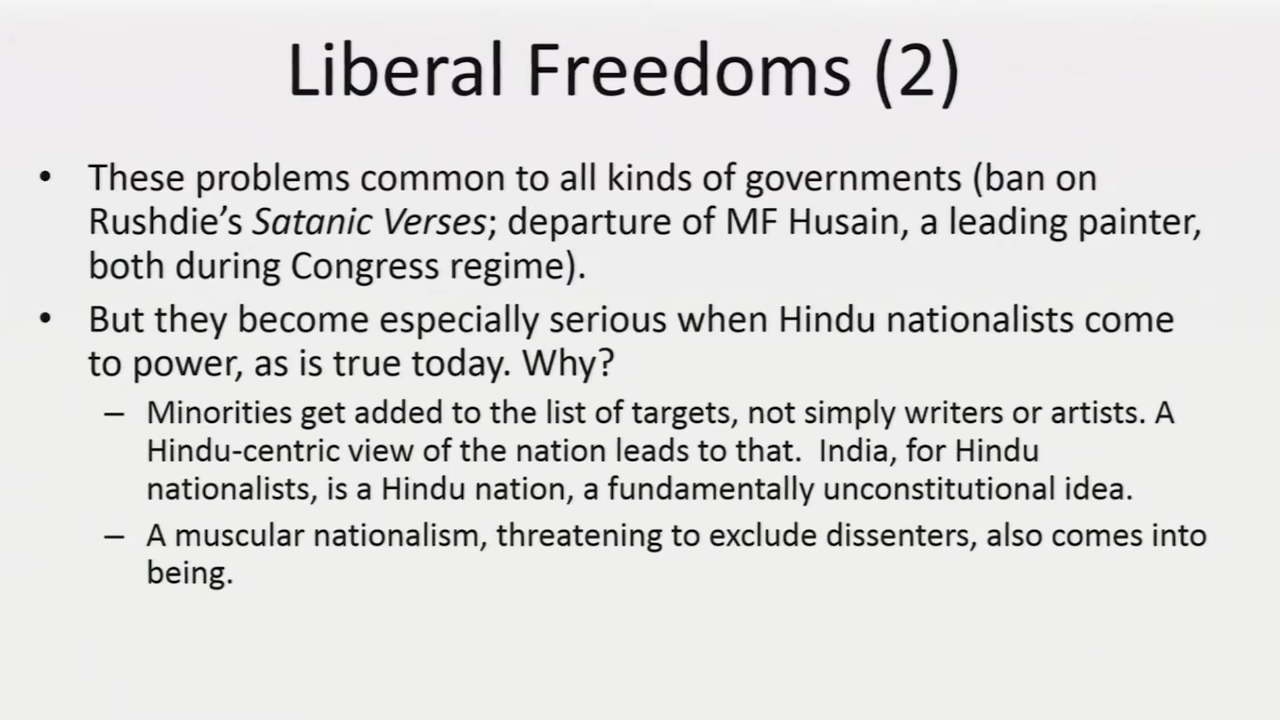 Liberal Freedoms (2)
• These problems common to all kinds of governments (ban on
Rushdie’s Satanic Verses; departure of MF Husain, a leading painter,
both during Congress regime).
• But they become especially serious when Hindu nationalists come
to power, as is true today. Why?
– Minorities get added to the list of targets, not simply writers or artists. A
Hindu-centric view of the nation leads to that.  India, for Hindu
nationalists, is a Hindu nation, a fundamentally unconstitutional idea.
– A muscular nationalism, threatening to exclude dissenters, also comes into
being.